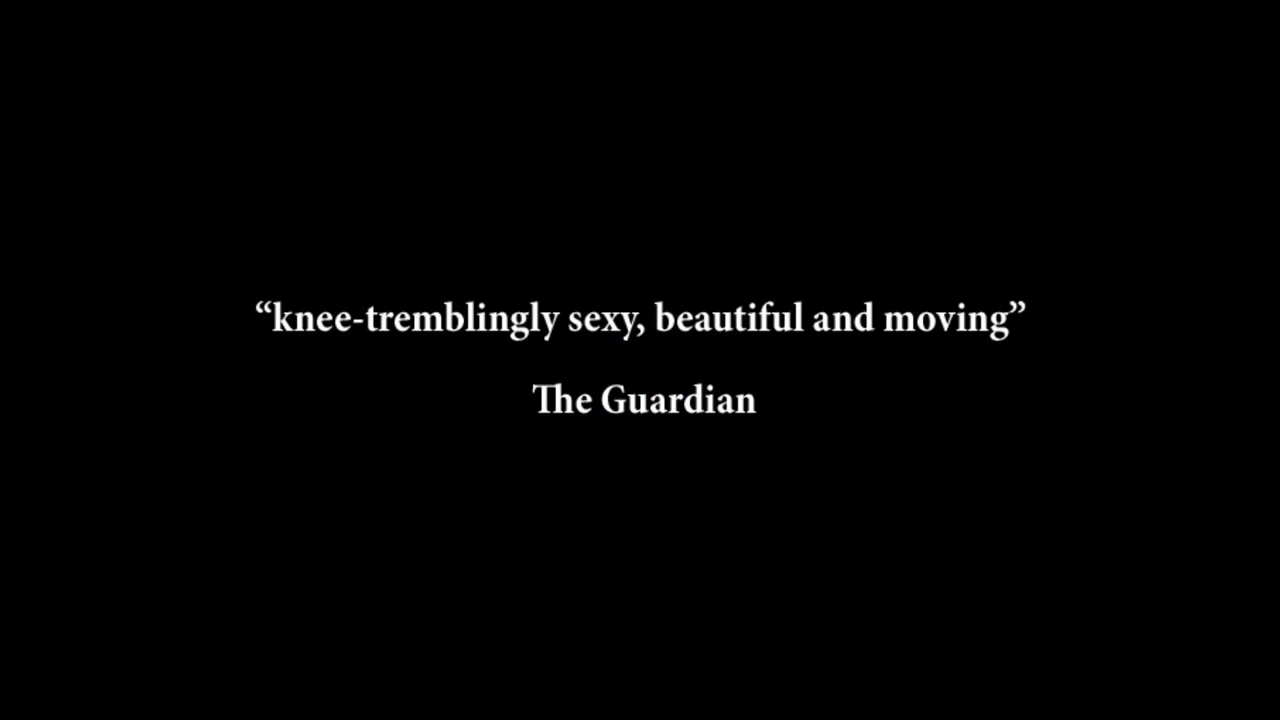 “knee-tremblingly sexy, beautiful and moving”
The Guardian